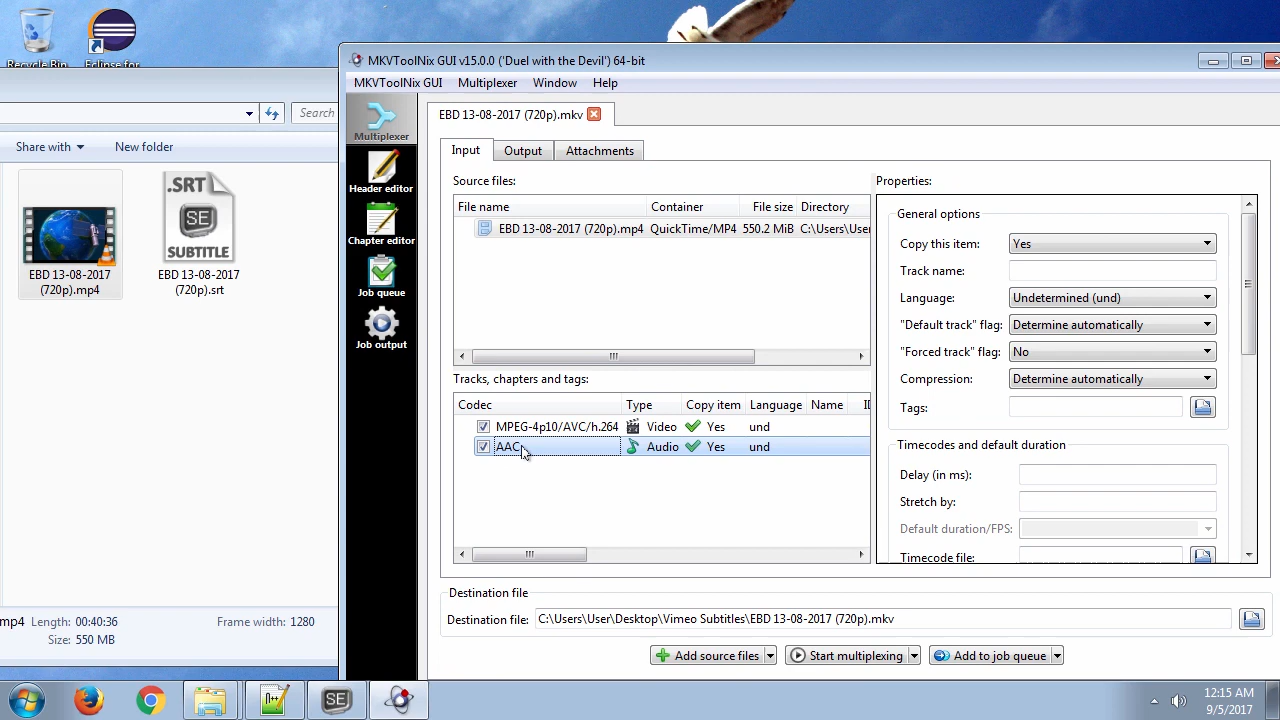 Recycle Bin
Eclipse for
MKVToolNix GUI v15.0.0 ('Duel with the Devil') 64-bit
MKVToolNix GUI Multiplexer Window Help
Search
Share with New folder
.SRT
SE
SUBTITLE
EBD 13-08-2017
(720p).mp4
EBD 13-08-2017
(720p).srt
mp4 Length: 00:40:36 Frame width: 1280
Size: 550 MB
Multiplexer
Header editor
Chapter editor
Job queue
Job output
EBD 13-08-2017 (720p).mkv
Input Output Attachments
Source files:
File name Container File size Directory
EBD 13-08-2017 (720p).mp4 QuickTime/MP4 550.2 MiB C:\Users\User
Tracks, chapters and tags:
Codec Type Copy item Language Name ID
MPEG-4p10/AVC/h.264 Video Yes und
AAC Audio Yes und
Properties:
General options
Copy this item: Yes
Track name:
Language: Undetermined (und)
"Default track" flag: Determine automatically
"Forced track" flag: No
Compression: Determine automatically
Tags:
Timecodes and default duration
Delay (in ms):
Stretch by:
Default duration/FPS:
Timecode file:
Destination file
Destination file: C:\Users\User\Desktop\Vimeo Subtitles\EBD 13-08-2017 (720p).mkv
Add source files Start multiplexing Add to job queue
SE
12:15 AM
9/5/2017